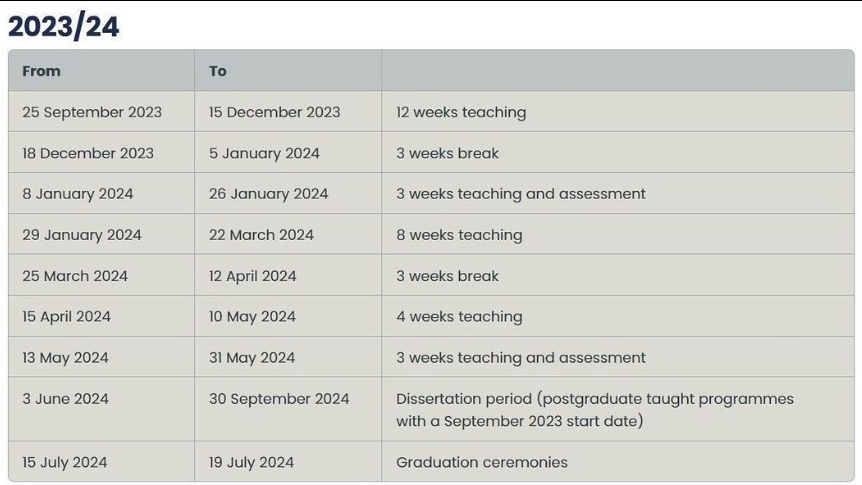 2023/24
From To
25 September 2023 15 December 2023 12 weeks teaching
18 December 2023 5 January 2024 3 weeks break
8 January 2024 26 January 2024 3 weeks teaching and assessment
29 January 2024 22 March 2024 8 weeks teaching
25 March 2024 12 April 2024 3 weeks break
15 April 2024 10 May 2024 4 weeks teaching
13 May 2024 31 May 2024 3 weeks teaching and assessment
3 June 2024 30 September 2024 Dissertation period (postgraduate taught programmes
with a September 2023 start date)
15 July 2024 19 July 2024 Graduation ceremonies